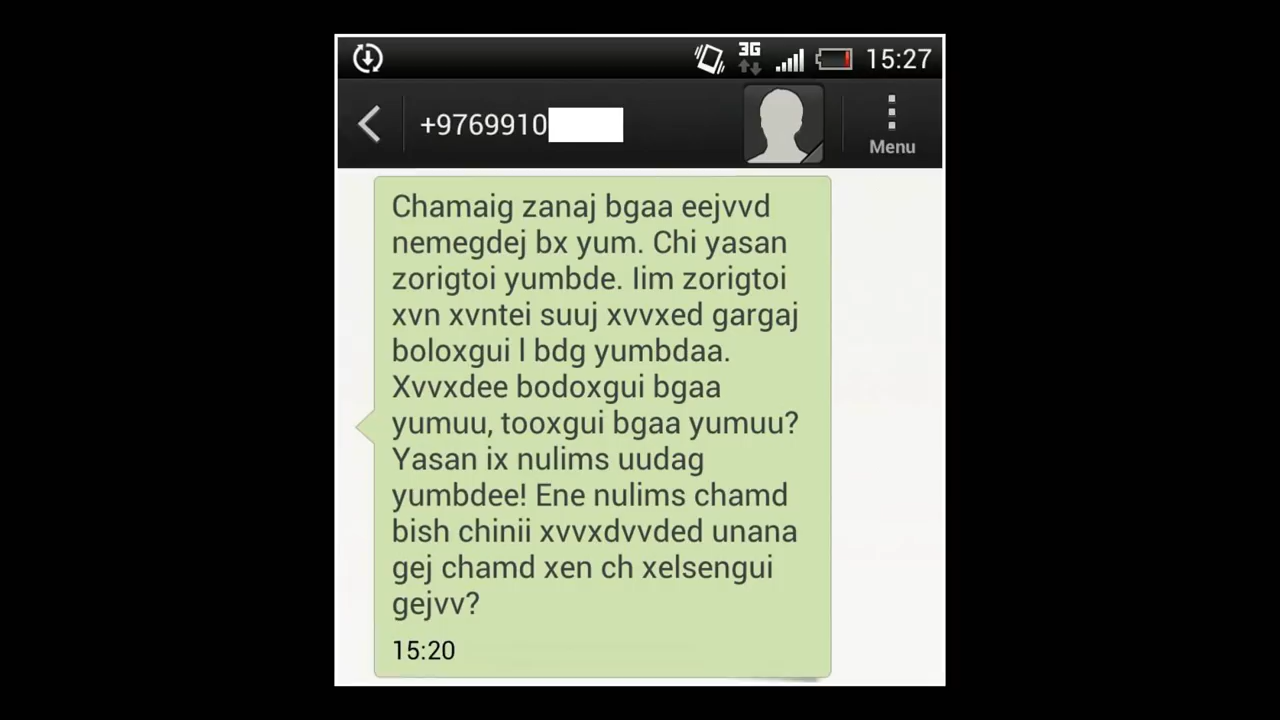 3G 15:27
+9769910
Menu
Chamaig zanaj bgaa eejvvd
nemegdej bx yum. Chi yasan
zorigtoi yumbde. Iim zorigtoi
xvn xvntei suuj xvvxed gargaj
boloxgui l bdg yumbdaa.
Xvvxdee bodoxgui bgaa
yumuu, tooxgui bgaa yumuu?
Yasan ix nulims uudag
yumbdee! Ene nulims chamd
bish chinii xvvxdvvded unana
gej chamd xen ch xelsengui
gejvv?
15:20